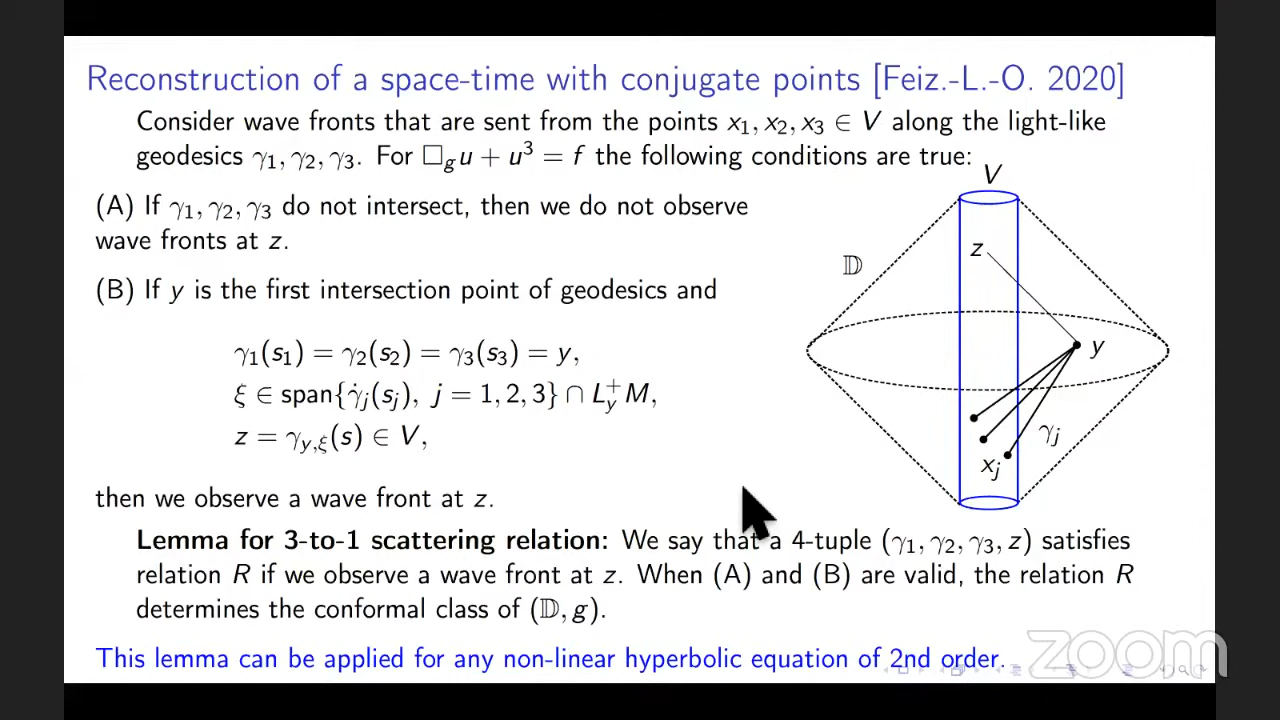 Reconstruction of a space-time with conjugate points [Feiz.-L.-O. 2020]
Consider wave fronts that are sent from the points x₁, x₂, x₃ ∈ V along the light-like
geodesics γ₁, γ₂, γ₃. For □_g u + u³ = f the following conditions are true:
(A) If γ₁, γ₂, γ₃ do not intersect, then we do not observe
wave fronts at z.
(B) If y is the first intersection point of geodesics and
γ₁(s₁) = γ₂(s₂) = γ₃(s₃) = y,
ξ ∈ span{γ̇ⱼ(sⱼ), j = 1, 2, 3} ∩ L_y^+ M,
z = γ_{y,ξ}(s) ∈ V,
then we observe a wave front at z.
V
𝔻
z
y
γⱼ
xⱼ
Lemma for 3-to-1 scattering relation: We say that a 4-tuple (γ₁, γ₂, γ₃, z) satisfies
relation R if we observe a wave front at z. When (A) and (B) are valid, the relation R
determines the conformal class of (𝔻, g).
This lemma can be applied for any non-linear hyperbolic equation of 2nd order.
zoom